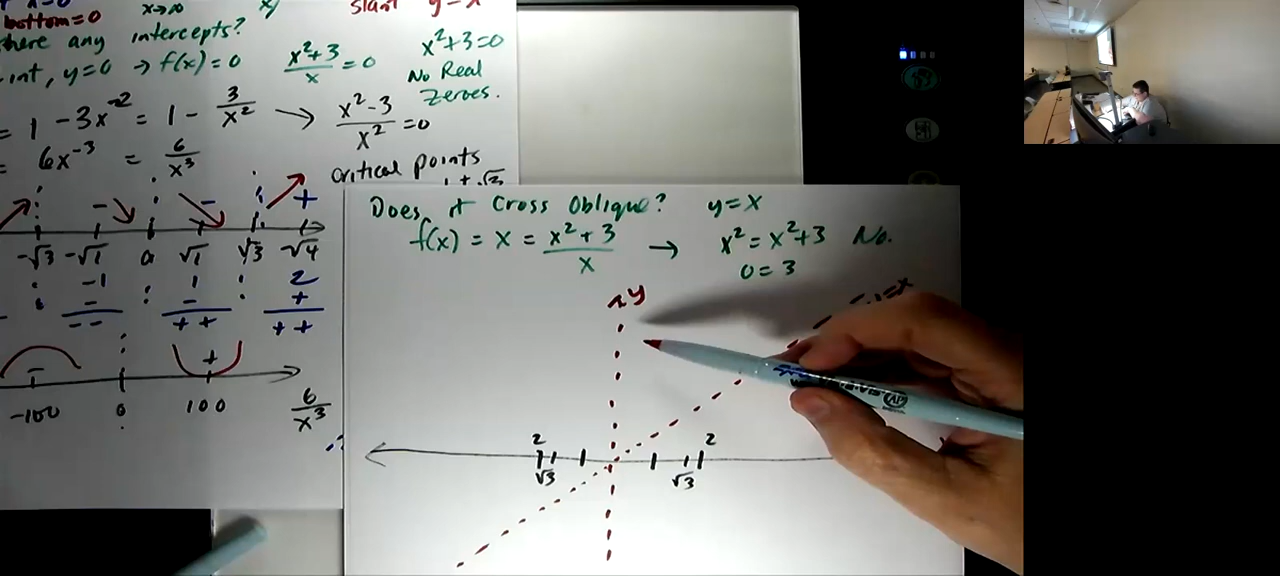 bottom=0 x→∞ slant y=x
there any intercepts?
int, y=0 → f(x)=0 x²+3/x =0 x²+3=0
No Real
zeroes.
= 1 - 3x⁻² = 1 - 3/x² → x²-3/x² =0
= 6x⁻³ = 6/x³
critical points
+
-√3 -√1 0 √1 √3 √4
-1 1 2
- - +
-- ++ ++
- +
-100 0 100 6/x³
Does it Cross Oblique? y=x
f(x) = x = x²+3/x → x²=x²+3 No.
0=3
y
2 2
√3 √3